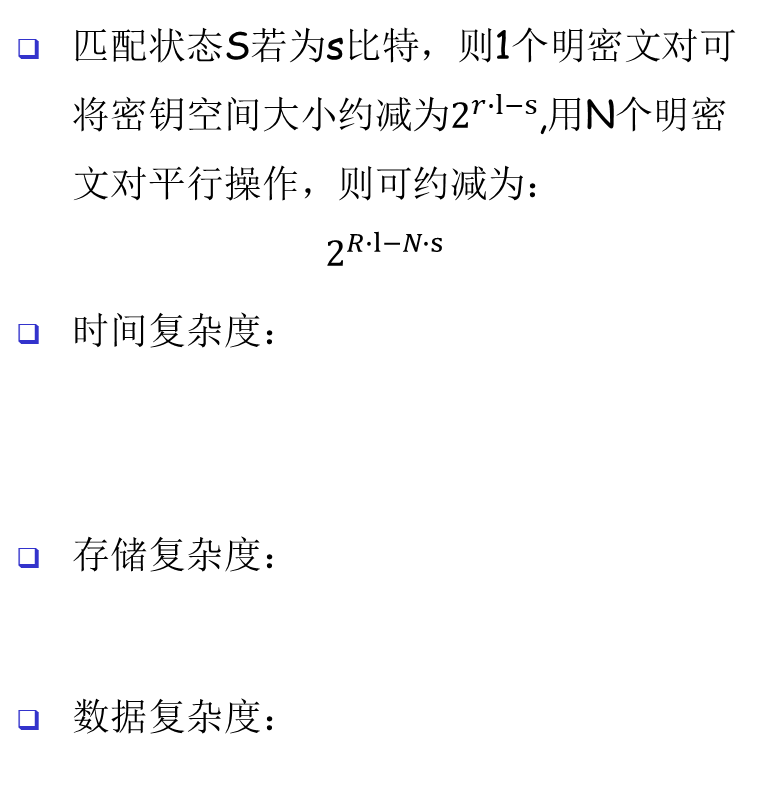 ❑ 匹配状态S若为s比特，则1个明密文对可
将密钥空间大小约减为2^{r·l−s},用N个明密
文对平行操作，则可约减为：
2^{R·l−N·s}
❑ 时间复杂度：
❑ 存储复杂度：
❑ 数据复杂度：